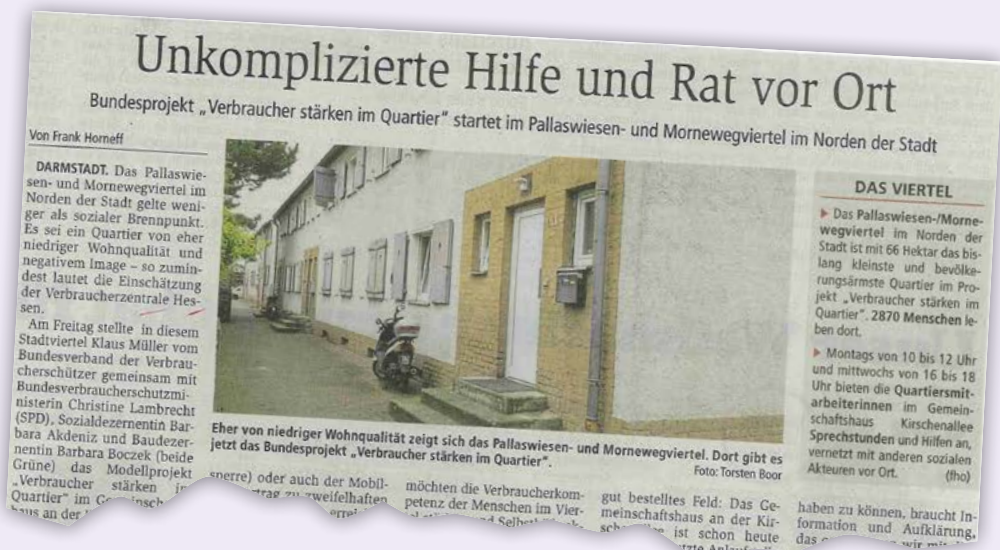 Unkomplizierte Hilfe und Rat vor Ort
Bundesprojekt „Verbraucher stärken im Quartier“ startet im Pallaswiesen- und Mornewegviertel im Norden der Stadt
Von Frank Horneff
DARMSTADT. Das Pallaswie-
sen- und Mornewegviertel im
Norden der Stadt gelte weni-
ger als sozialer Brennpunkt.
Es sei ein Quartier von eher
niedriger Wohnqualität und
negativem Image – so zumin-
dest lautet die Einschätzung
der Verbraucherzentrale Hes-
sen.
Am Freitag stellte in diesem
Stadtviertel Klaus Müller vom
Bundesverband der Verbrau-
cherschützer gemeinsam mit
Bundesverbraucherschutzmi-
nisterin Christine Lambrecht
(SPD), Sozialdezernentin Bar-
bara Akdeniz und Baudezer-
nentin Barbara Boczek (beide
Grüne) das Modellprojekt
„Verbraucher stärken im
Quartier“ im
haus an der
Eher von niedriger Wohnqualität zeigt sich das Pallaswiesen- und Mornewegviertel. Dort gibt es
jetzt das Bundesprojekt „Verbraucher stärken im Quartier“.
Foto: Torsten Boor
sperre) oder auch der Mobil-
zu zweifelhaften
möchten die Verbraucherkom-
petenz der Menschen im Vier-
gut bestelltes Feld: Das Ge-
meinschaftshaus an der Kir-
ist schon heute
haben zu können, braucht In-
formation und Aufklärung,
das
DAS VIERTEL
▶ Das Pallaswiesen-/Morne-
wegviertel im Norden der
Stadt ist mit 66 Hektar das bis-
lang kleinste und bevölke-
rungsärmste Quartier im Pro-
jekt „Verbraucher stärken im
Quartier“. 2870 Menschen le-
ben dort.
▶ Montags von 10 bis 12 Uhr
und mittwochs von 16 bis 18
Uhr bieten die Quartiersmit-
arbeiterinnen im Gemein-
schaftshaus Kirschenallee
Sprechstunden und Hilfen an,
vernetzt mit anderen sozialen
Akteuren vor Ort. (fho)